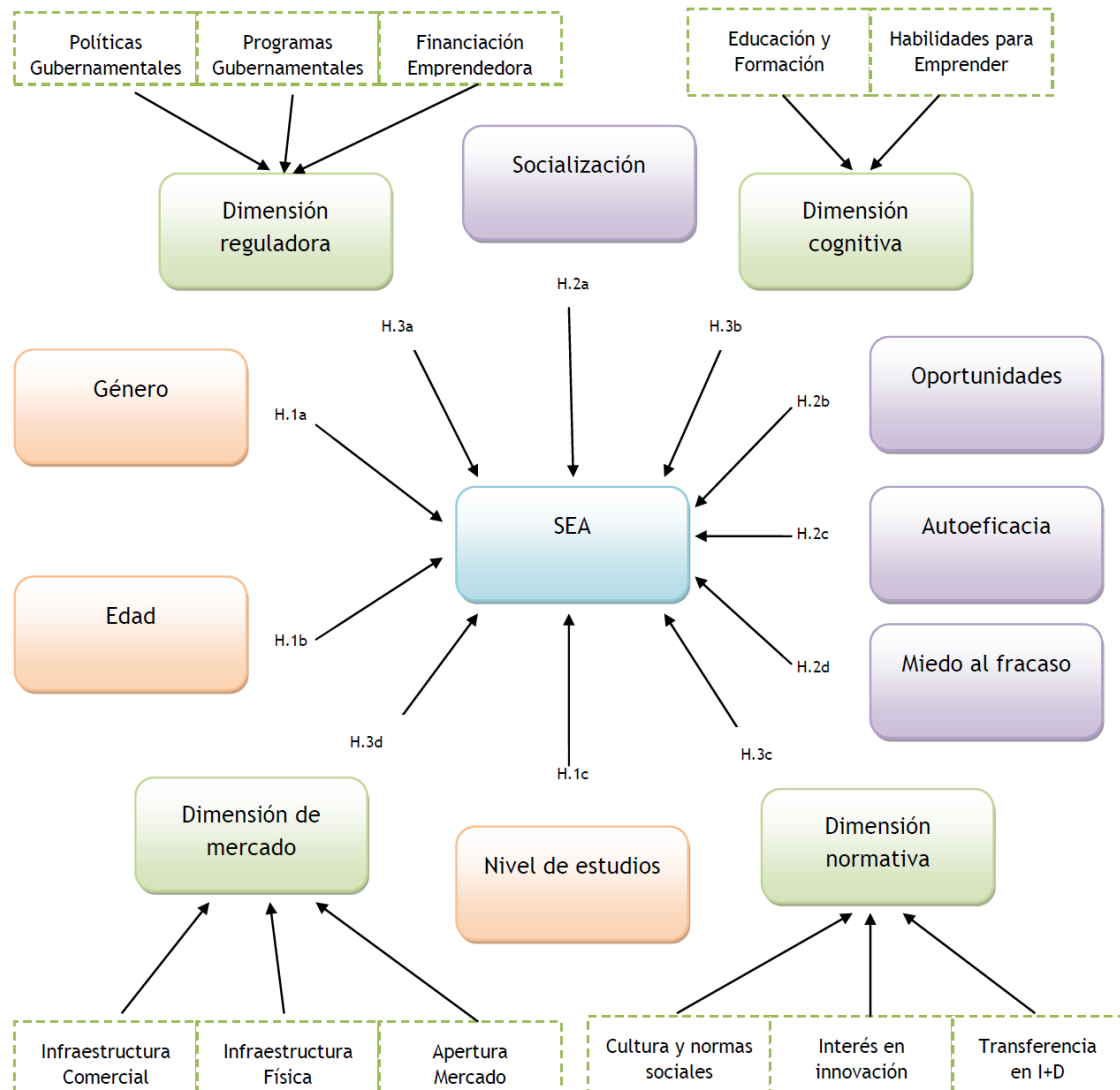 Políticas
Gubernamentales
Programas
Gubernamentales
Financiación
Emprendedora
Educación y
Formación
Habilidades para
Emprender
Socialización
Dimensión
reguladora
Dimensión
cognitiva
H.2a
H.3a
H.3b
Género
Oportunidades
H.1a
H.2b
SEA
Autoeficacia
H.2c
Edad
H.1b
Miedo al fracaso
H.2d
H.3d
H.1c
H.3c
Dimensión de
mercado
Nivel de estudios
Dimensión
normativa
Infraestructura
Comercial
Infraestructura
Física
Apertura
Mercado
Cultura y normas
sociales
Interés en
innovación
Transferencia
en I+D